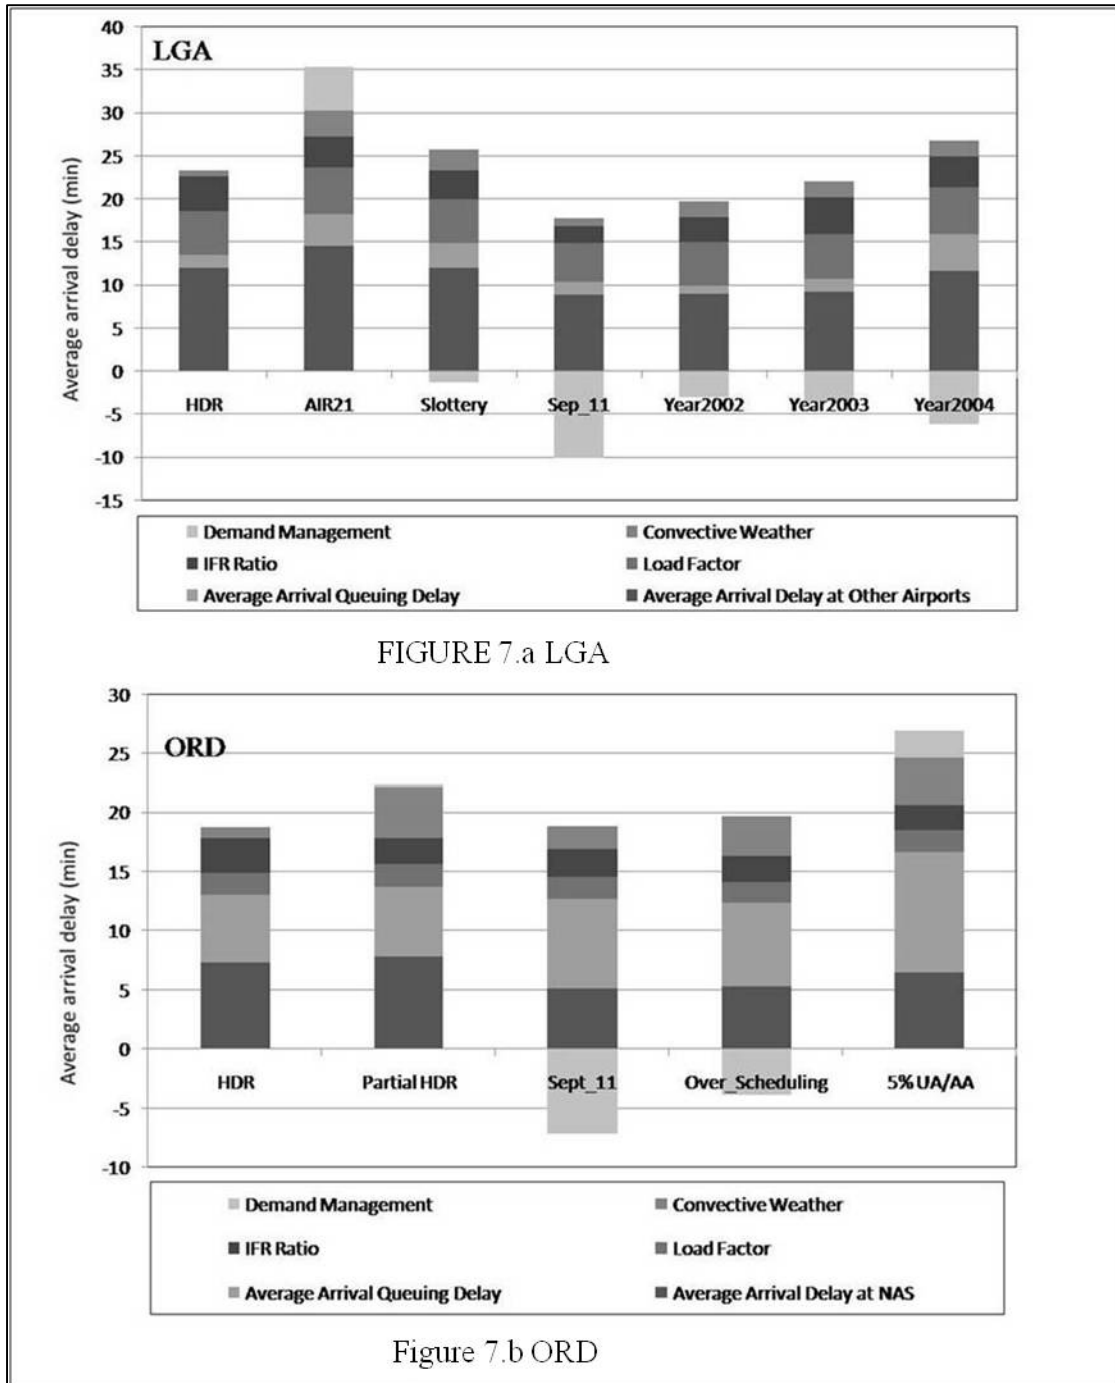 40
LGA
35
30
25
20
15
10
5
0
-5
-10
-15
Average arrival delay (min)
HDR AIR21 Slottery Sep_11 Year2002 Year2003 Year2004
Demand Management Convective Weather
IFR Ratio Load Factor
Average Arrival Queuing Delay Average Arrival Delay at Other Airports
FIGURE 7.a LGA
30
ORD
25
20
15
10
5
0
-5
-10
Average arrival delay (min)
HDR Partial HDR Sept_11 Over_Scheduling 5% UA/AA
Demand Management Convective Weather
IFR Ratio Load Factor
Average Arrival Queuing Delay Average Arrival Delay at NAS
Figure 7.b ORD